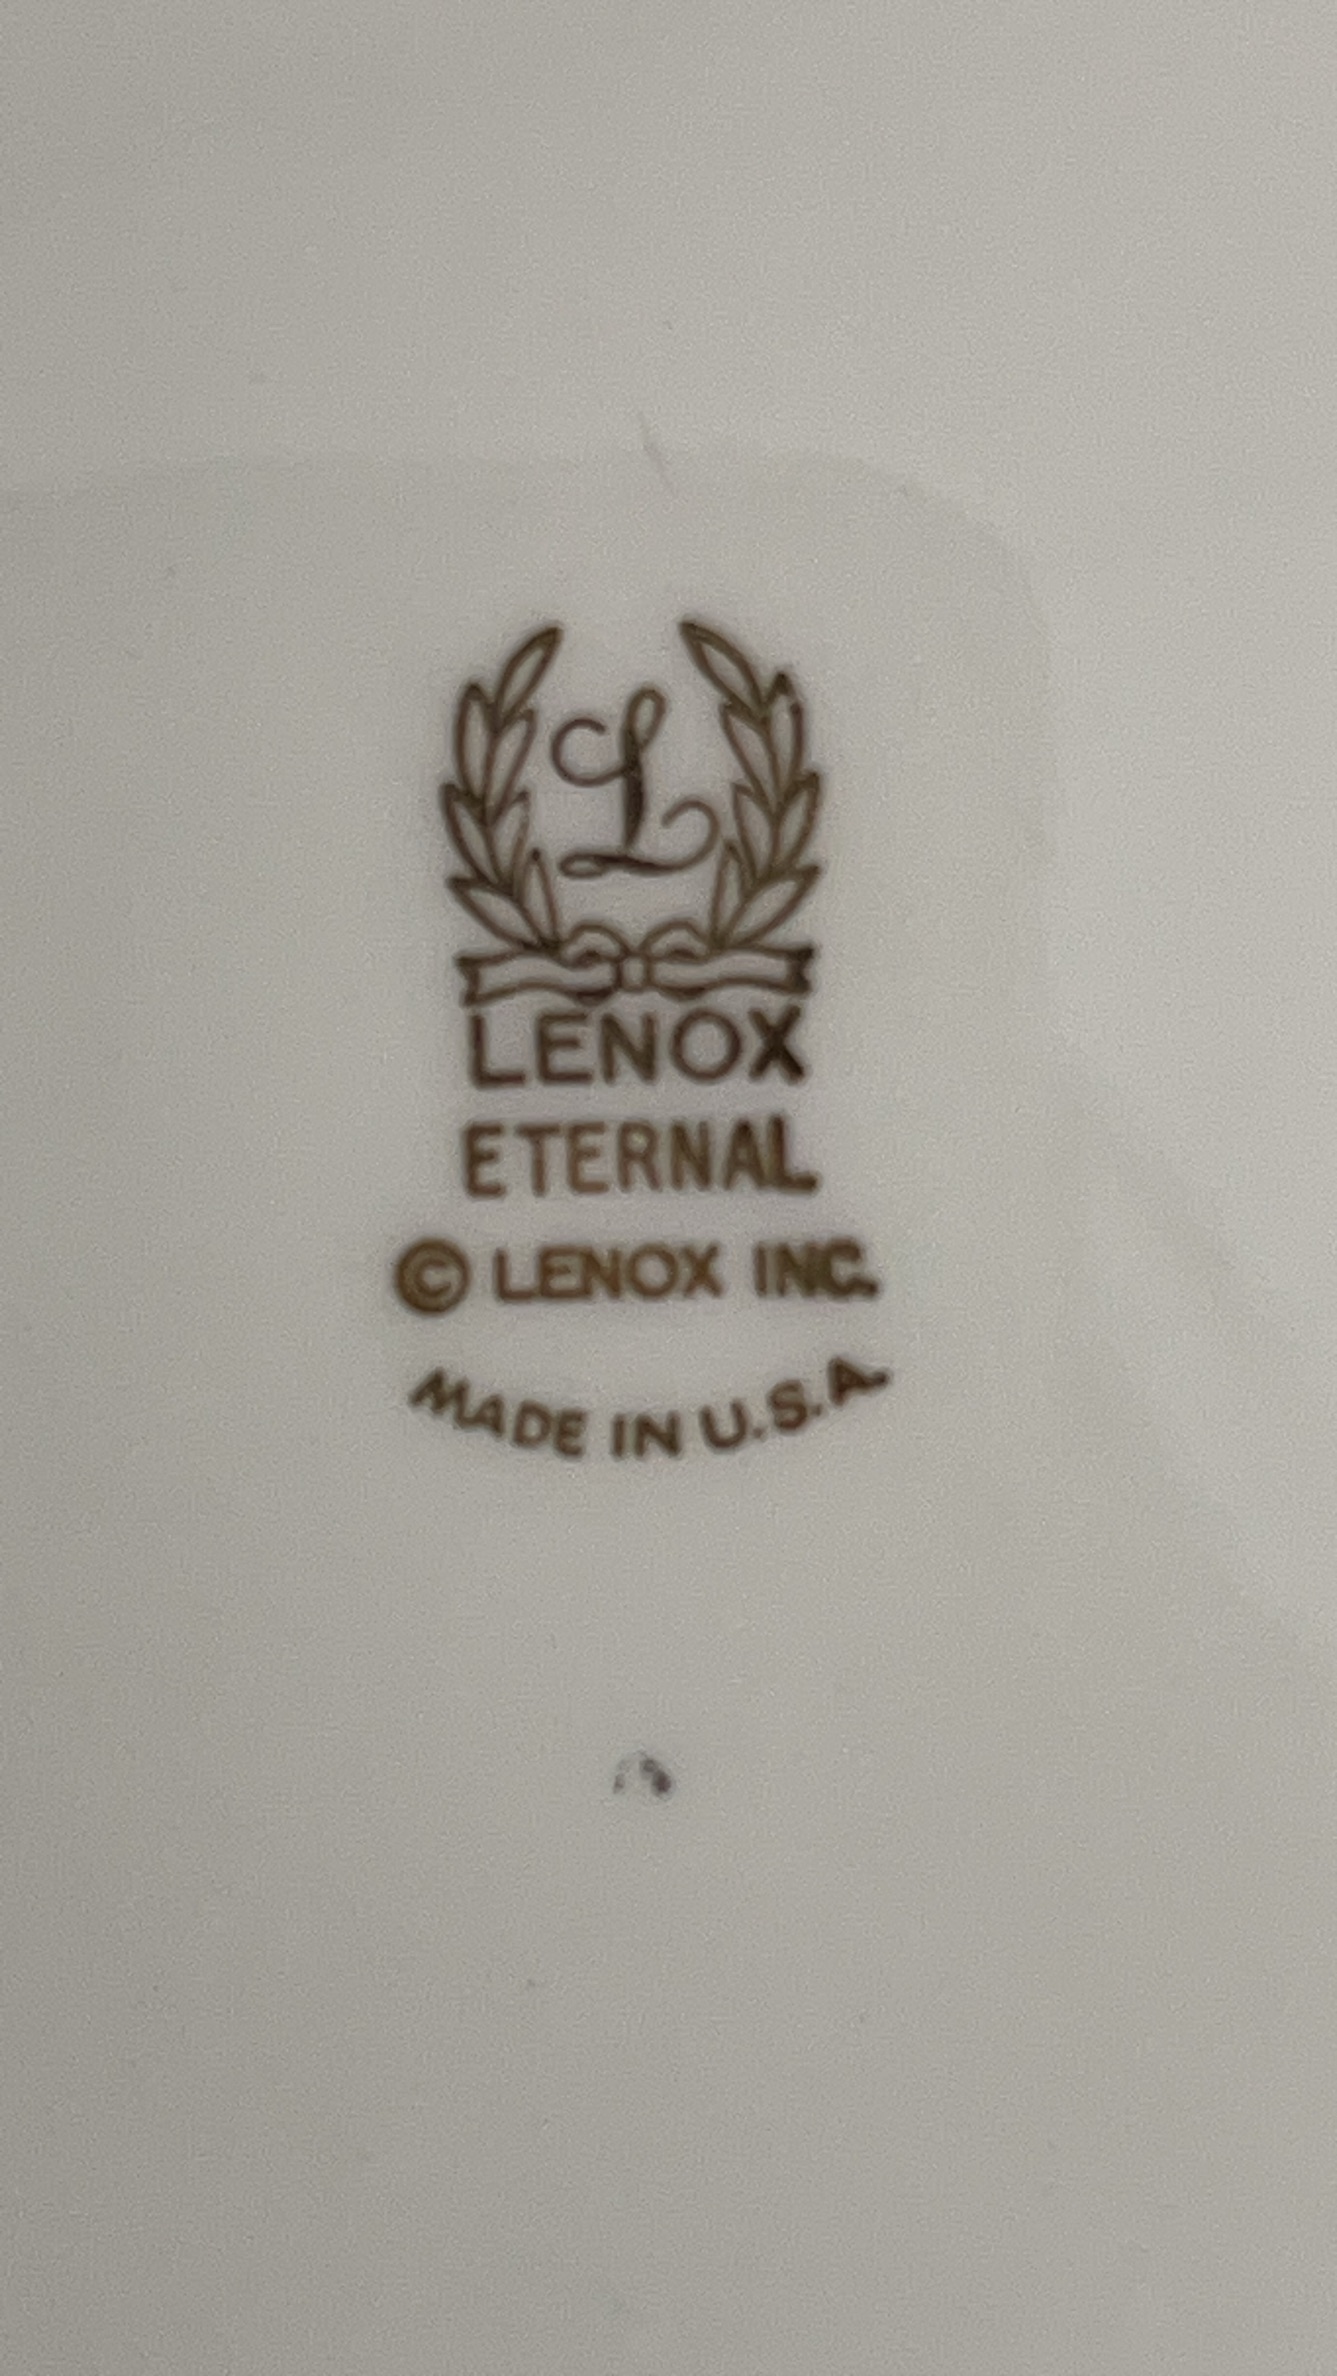 L
LENOX
ETERNAL
© LENOX INC.
MADE IN U.S.A.